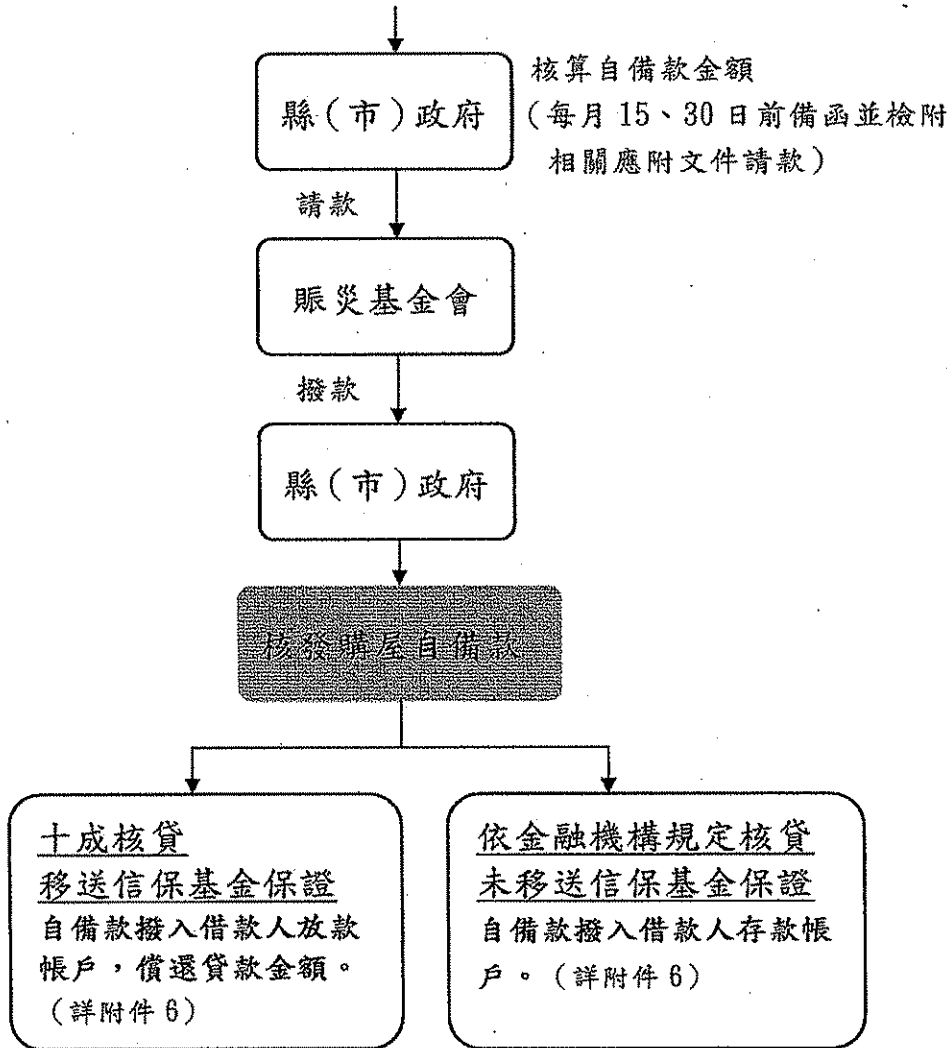 縣(市)政府
核算自備款金額
(每月 15、30 日前備函並檢附
相關應附文件請款)
請款
賑災基金會
撥款
縣(市)政府
核發購屋自備款
十成核貸
移送信保基金保證
自備款撥入借款人放款
帳戶，償還貸款金額。
(詳附件 6)
依金融機構規定核貸
未移送信保基金保證
自備款撥入借款人存款帳
戶。(詳附件 6)